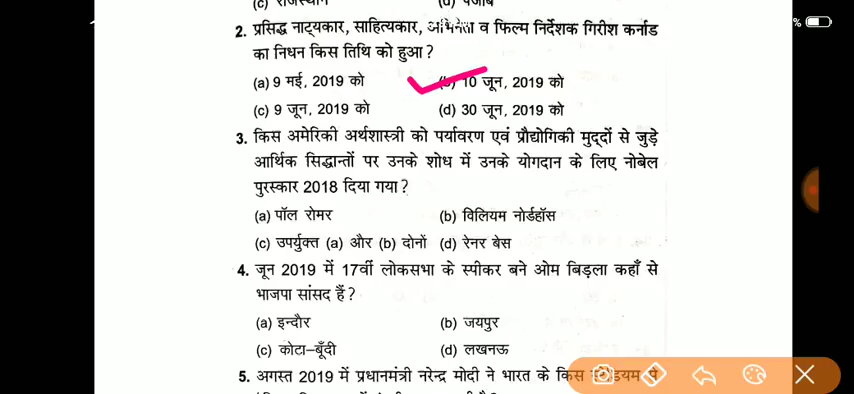 (c) राजस्थान (d) पंजाब
2. प्रसिद्ध नाट्यकार, साहित्यकार, अभिनेता व फिल्म निर्देशक गिरीश कर्नाड
का निधन किस तिथि को हुआ?
(a) 9 मई, 2019 को (b) 10 जून, 2019 को
(c) 9 जून, 2019 को (d) 30 जून, 2019 को
3. किस अमेरिकी अर्थशास्त्री को पर्यावरण एवं प्रौद्योगिकी मुद्दों से जुड़े
आर्थिक सिद्धान्तों पर उनके शोध में उनके योगदान के लिए नोबेल
पुरस्कार 2018 दिया गया?
(a) पॉल रोमर (b) विलियम नोर्डहॉस
(c) उपर्युक्त (a) और (b) दोनों (d) रेनर बेस
4. जून 2019 में 17वीं लोकसभा के स्पीकर बने ओम बिड़ला कहाँ से
भाजपा सांसद हैं?
(a) इन्दौर (b) जयपुर
(c) कोटा-बूँदी (d) लखनऊ
5. अगस्त 2019 में प्रधानमंत्री नरेन्द्र मोदी ने भारत के किस